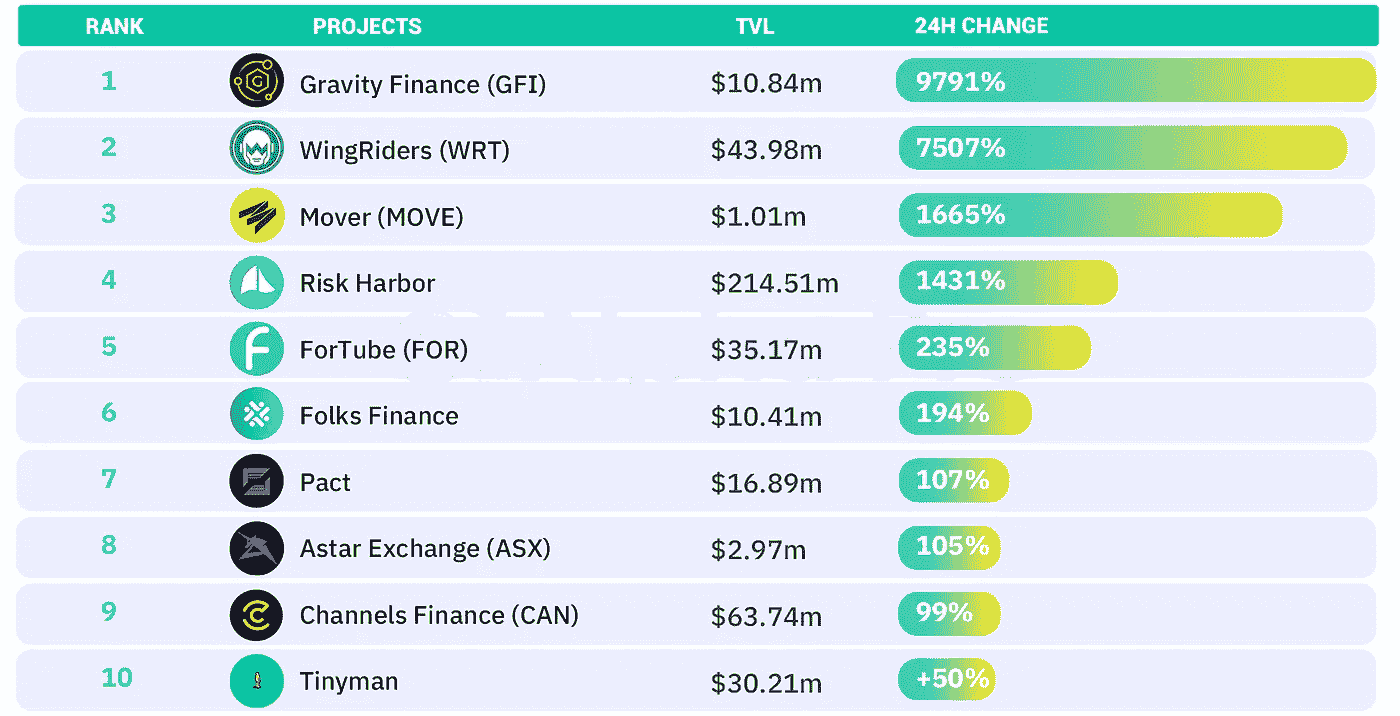 RANK PROJECTS TVL 24H CHANGE
1 Gravity Finance (GFI) $10.84m 9791%
2 WingRiders (WRT) $43.98m 7507%
3 Mover (MOVE) $1.01m 1665%
4 Risk Harbor $214.51m 1431%
5 ForTube (FOR) $35.17m 235%
6 Folks Finance $10.41m 194%
7 Pact $16.89m 107%
8 Astar Exchange (ASX) $2.97m 105%
9 Channels Finance (CAN) $63.74m 99%
10 Tinyman $30.21m +50%